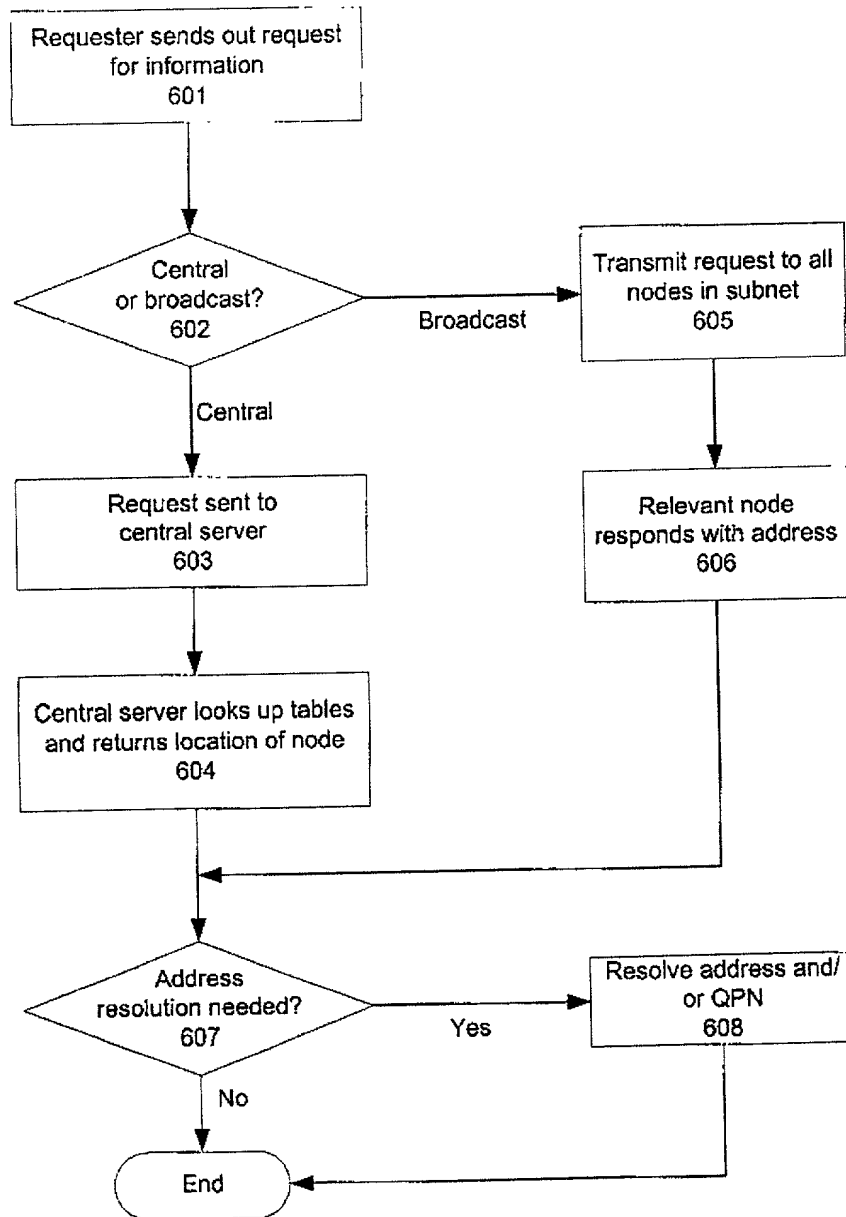 Requester sends out request
for information
601
Central
or broadcast?
602
Broadcast
Transmit request to all
nodes in subnet
605
Central
Request sent to
central server
603
Relevant node
responds with address
606
Central server looks up tables
and returns location of node
604
Address
resolution needed?
607
Yes
Resolve address and/
or QPN
608
No
End